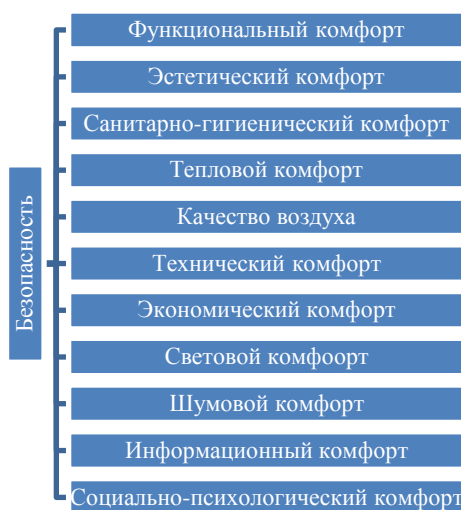 Функциональный комфорт
Эстетический комфорт
Санитарно-гигиенический комфорт
Тепловой комфорт
Качество воздуха
Безопасность
Технический комфорт
Экономический комфорт
Световой комфоорт
Шумовой комфорт
Информационный комфорт
Социально-психологический комфорт